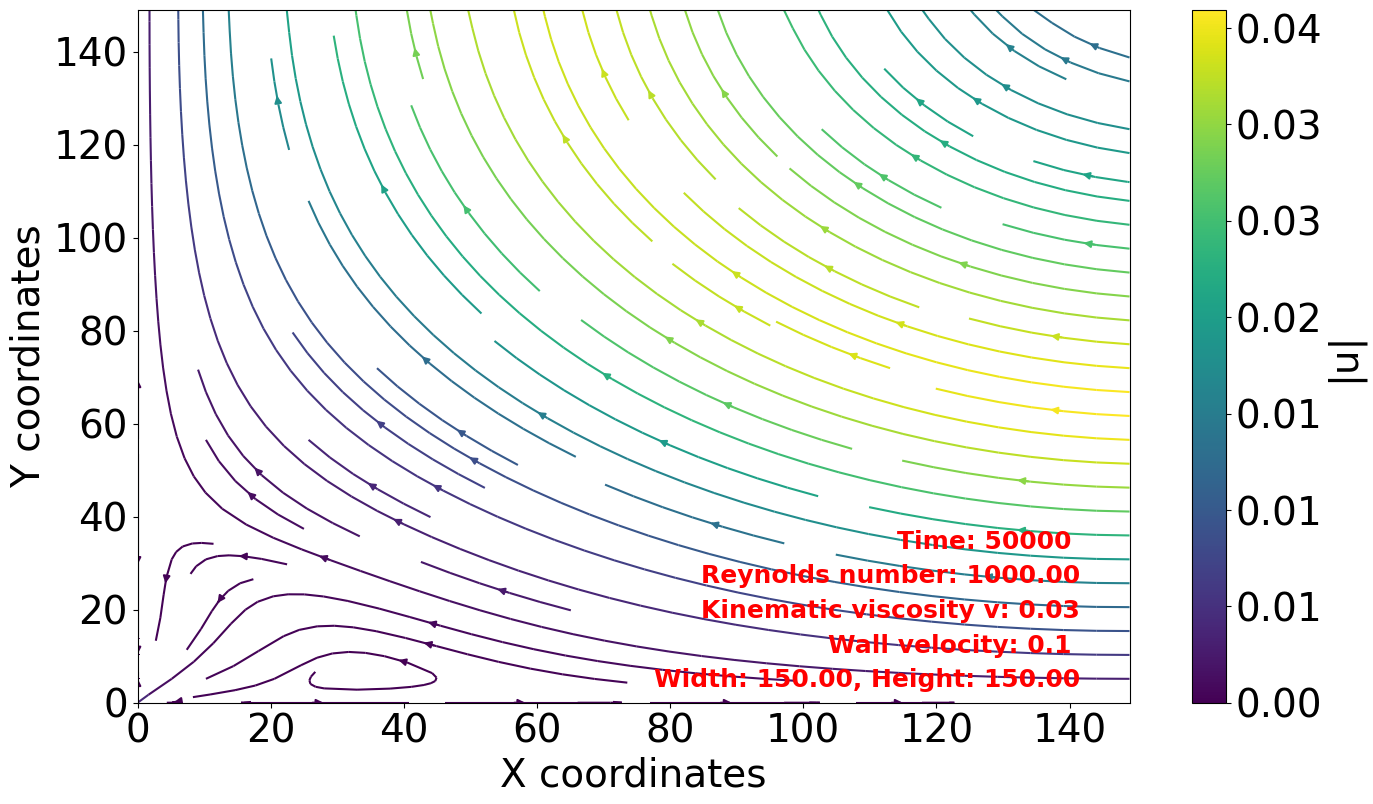 140
120
100
80
60
40
20
0
Y coordinates
0 20 40 60 80 100 120 140
X coordinates
Time: 50000
Reynolds number: 1000.00
Kinematic viscosity v: 0.03
Wall velocity: 0.1
Width: 150.00, Height: 150.00
0.04
0.03
0.03
0.02
0.01
0.01
0.01
0.00
|u|